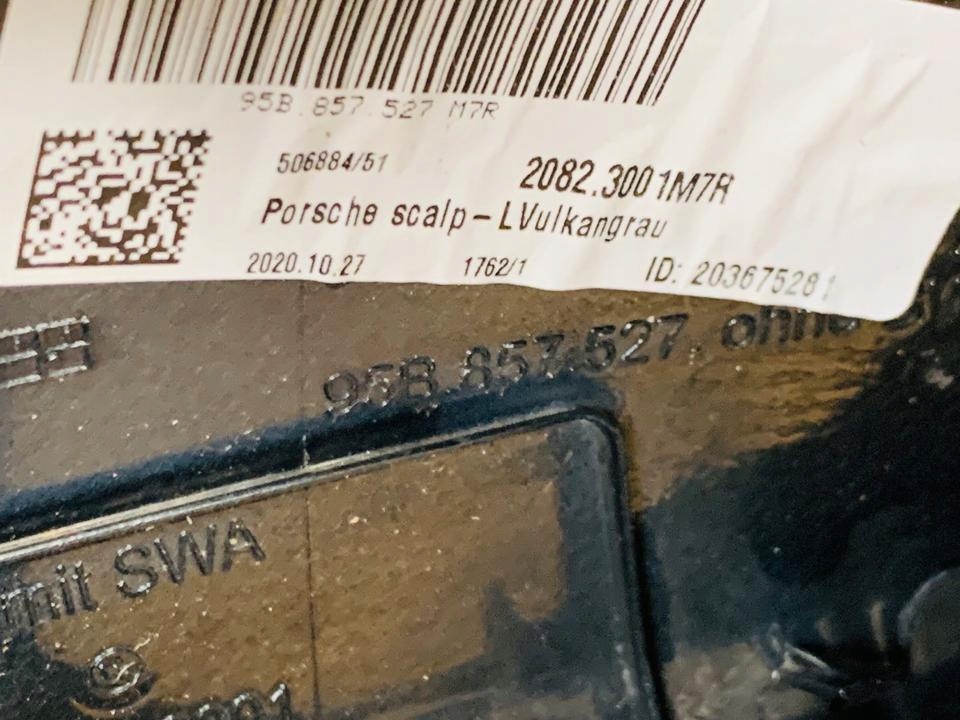 95B.857.527 M7R
506884/51
2082.3001M7R
Porsche scalp-LVulkangrau
2020.10.27 1762/1 ID: 203675281
95B.857.527 ohne
mit SWA